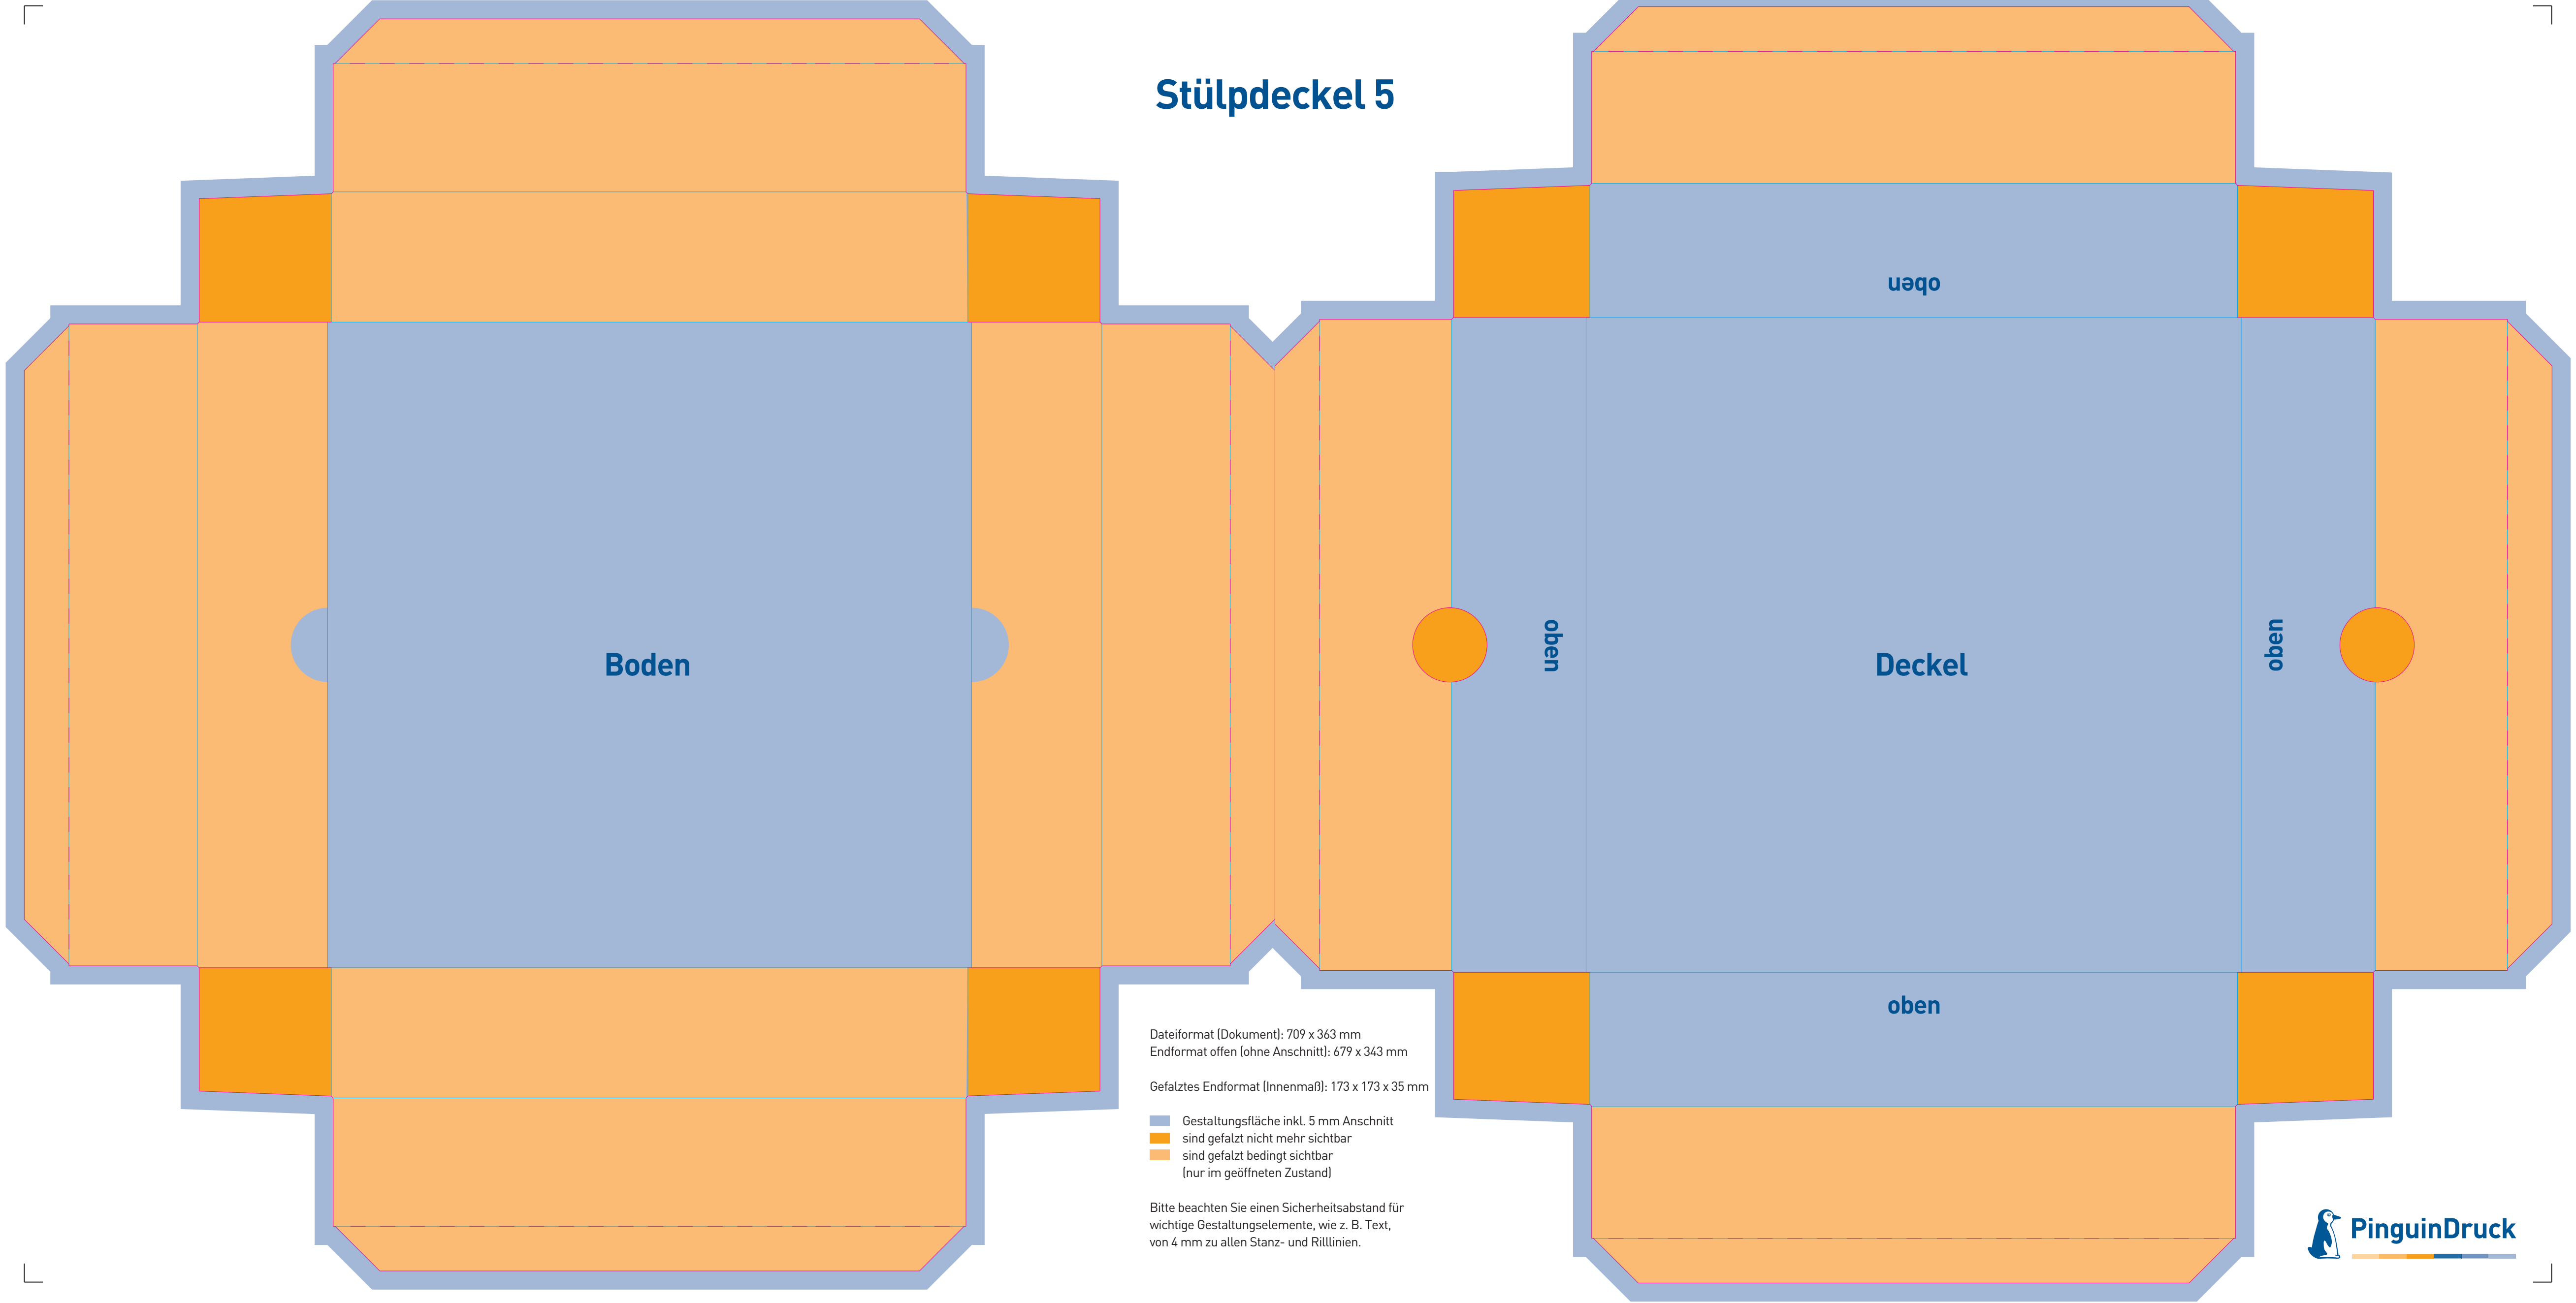 Stülpdeckel 5
oben
Boden
oben
Deckel
oben
oben
Dateiformat (Dokument): 709 x 363 mm
Endformat offen (ohne Anschnitt): 679 x 343 mm
Gefalztes Endformat (Innenmaß): 173 x 173 x 35 mm
Gestaltungsfläche inkl. 5 mm Anschnitt
sind gefalzt nicht mehr sichtbar
sind gefalzt bedingt sichtbar
(nur im geöffneten Zustand)
Bitte beachten Sie einen Sicherheitsabstand für
wichtige Gestaltungselemente, wie z. B. Text,
von 4 mm zu allen Stanz- und Rilllinien.
PinguinDruck